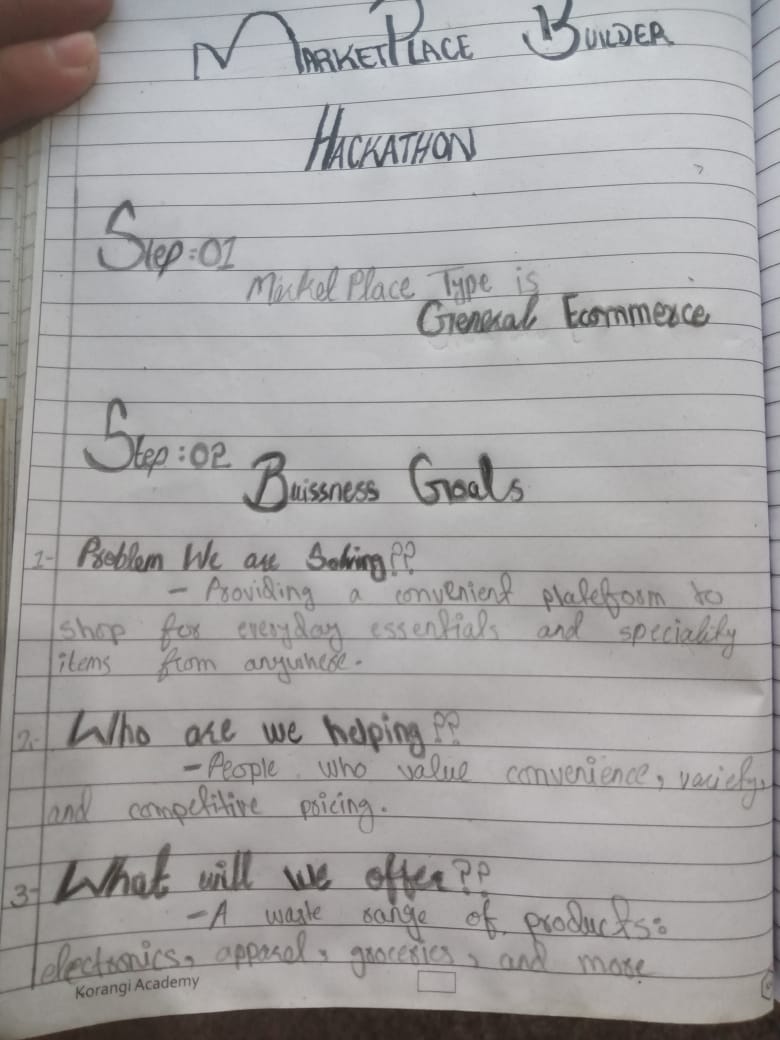 MARKETPLACE BUILDER
HACKATHON
Step:01
Market Place Type is
General Ecommerce
Step:02
Buissness Goals
1- Problem We are Solving??
- Providing a convenient plateform to
shop for everyday essentials and speciality
items from anywhere.
2- Who are we helping??
- People who value convenience, variety,
and competitive pricing.
3- What will we offer??
- A range of products:
electronics, apparel, groceries, and more
Korangi Academy